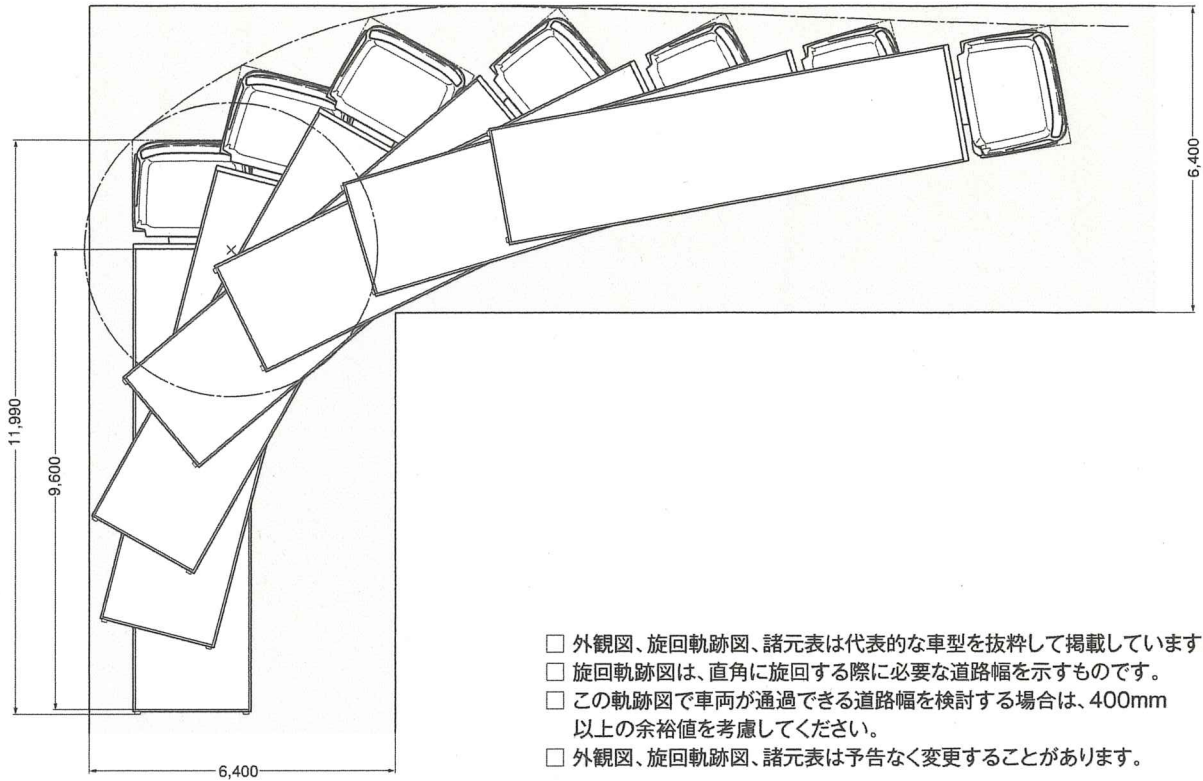 6,400
11,990
9,600
6,400
□ 外観図、旋回軌跡図、諸元表は代表的な車型を抜粋して掲載しています
□ 旋回軌跡図は、直角に旋回する際に必要な道路幅を示すものです。
□ この軌跡図で車両が通過できる道路幅を検討する場合は、400mm
以上の余裕値を考慮してください。
□ 外観図、旋回軌跡図、諸元表は予告なく変更することがあります。